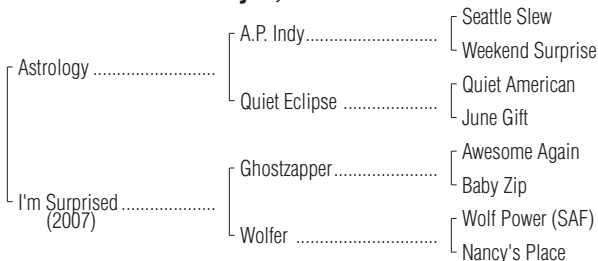 Seattle Slew
A.P. Indy
Weekend Surprise
Astrology
Quiet American
Quiet Eclipse
June Gift
Awesome Again
Ghostzapper
Baby Zip
I'm Surprised
(2007)
Wolf Power (SAF)
Wolfer
Nancy's Place